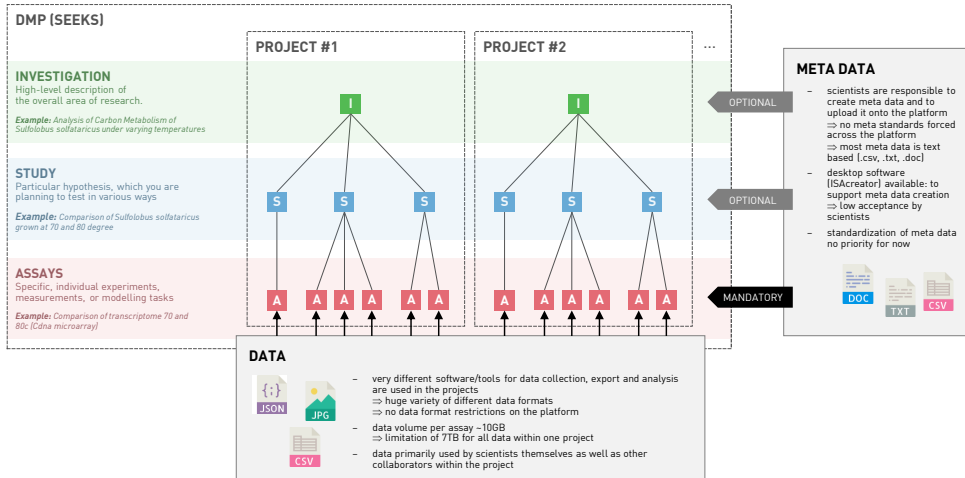 DMP (SEEKS)
PROJECT #1
PROJECT #2
...
INVESTIGATION
High-level description of
the overall area of research.
Example: Analysis of Carbon Metabolism of
Sulfolobus solfataricus under varying temperatures
I
I
OPTIONAL
STUDY
Particular hypothesis, which you are
planning to test in various ways
Example: Comparison of Sulfolobus solfataricus
grown at 70 and 80 degree
S
S
S
S
S
S
OPTIONAL
ASSAYS
Specific, individual experiments,
measurements, or modelling tasks
Example: Comparison of transcriptome 70 and
80c (Cdna microarray)
A
A
A
A
A
A
A
A
A
A
A
A
MANDATORY
META DATA
– scientists are responsible to
create meta data and to
upload it onto the platform
⇒ no meta standards forced
across the platform
⇒ most meta data is text
based (.csv, .txt, .doc)
– desktop software
(ISAcreator) available: to
support meta data creation
⇒ low acceptance by
scientists
– standardization of meta data
no priority for now
DOC
TXT
CSV
DATA
{;}
JSON
JPG
CSV
– very different software/tools for data collection, export and analysis
are used in the projects
⇒ huge variety of different data formats
⇒ no data format restrictions on the platform
– data volume per assay ~10GB
⇒ limitation of 7TB for all data within one project
– data primarily used by scientists themselves as well as other
collaborators within the project